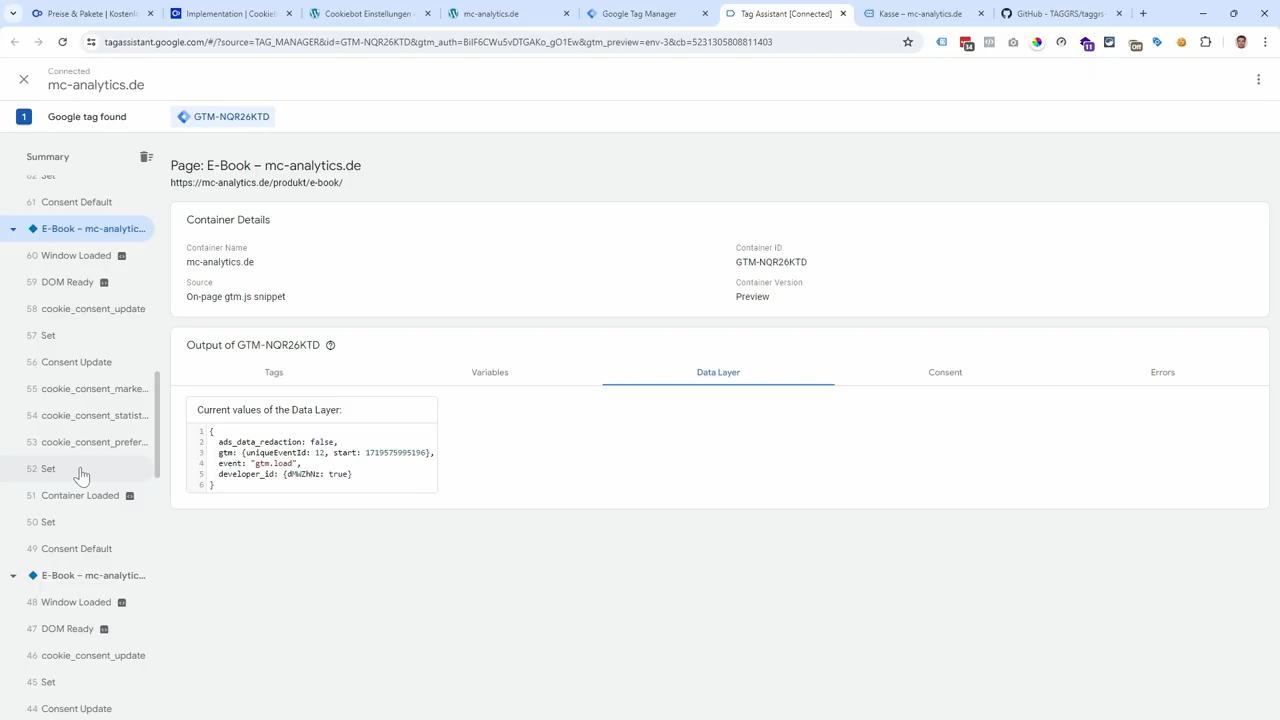 Preise & Pakete | Kostenlo
Implementation | CookieB
Cookiebot Einstellungen ‹
mc-analytics.de
Google Tag Manager
Tag Assistant [Connected]
Kasse – mc-analytics.de
GitHub - TAGGRS/taggrs-
tagassistant.google.com/#/?source=TAG_MANAGER&id=GTM-NQR26KTD&gtm_auth=BiIF6CWu5vDTGAKo_gO1Ew&gtm_preview=env-3&cb=5231305808811403
14
11
Off
Connected
mc-analytics.de
1
Google tag found
GTM-NQR26KTD
Summary
62 Set
61 Consent Default
E-Book – mc-analytic...
60 Window Loaded
59 DOM Ready
58 cookie_consent_update
57 Set
56 Consent Update
55 cookie_consent_marke...
54 cookie_consent_statist...
53 cookie_consent_prefer...
52 Set
51 Container Loaded
50 Set
49 Consent Default
E-Book – mc-analytic...
48 Window Loaded
47 DOM Ready
46 cookie_consent_update
45 Set
44 Consent Update
Page: E-Book – mc-analytics.de
https://mc-analytics.de/produkt/e-book/
Container Details
Container Name
mc-analytics.de
Container ID
GTM-NQR26KTD
Source
On-page gtm.js snippet
Container Version
Preview
Output of GTM-NQR26KTD
Tags
Variables
Data Layer
Consent
Errors
Current values of the Data Layer:
1 {
2 ads_data_redaction: false,
3 gtm: {uniqueEventId: 12, start: 1719575995196},
4 event: "gtm.load",
5 developer_id: {dMWZhNz: true}
6 }